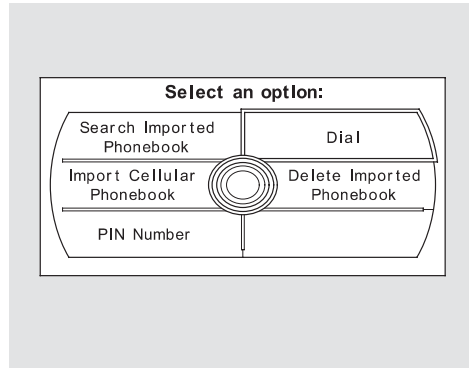 Select an option:
Search Imported
Phonebook
Dial
Import Cellular
Phonebook
Delete Imported
Phonebook
PIN Number